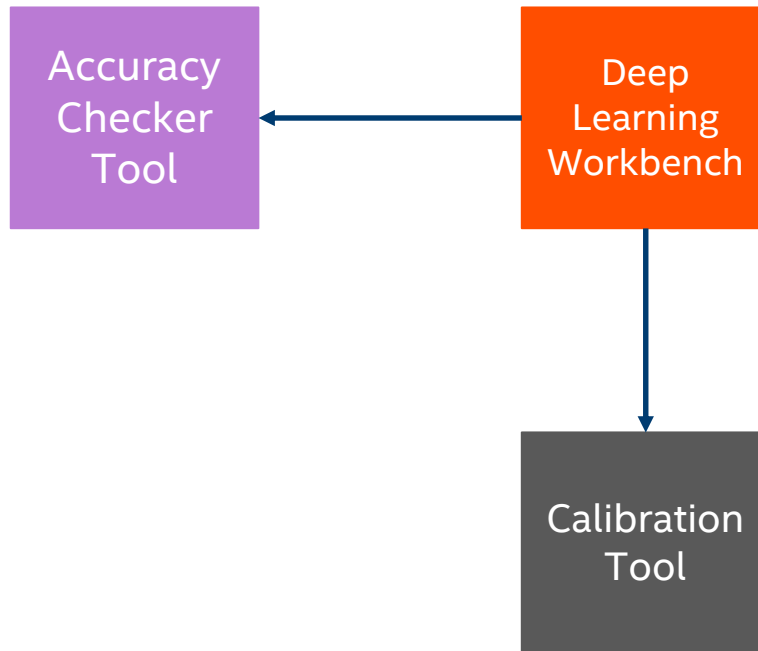 Accuracy
Checker
Tool
Deep
Learning
Workbench
Calibration
Tool